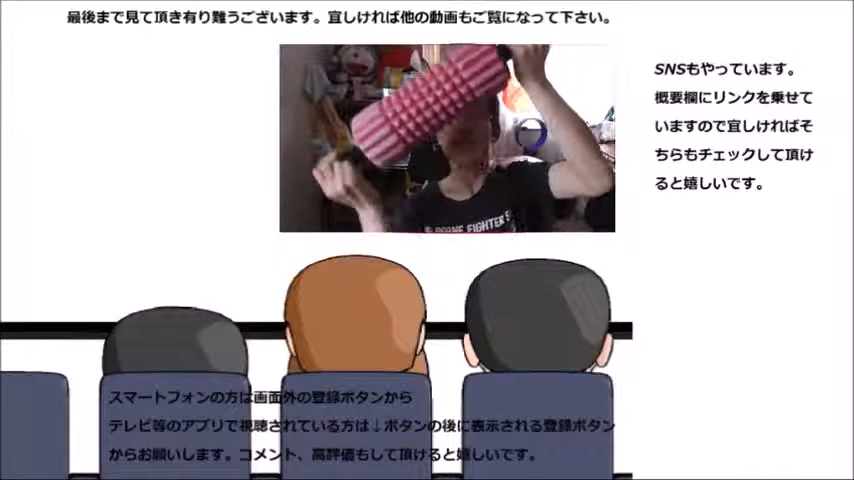 最後まで見て頂き有り難うございます。宜しければ他の動画もご覧になって下さい。
SNSもやっています。
概要欄にリンクを乗せて
いますので宜しければそ
ちらもチェックして頂け
ると嬉しいです。
FIGHTER S
スマートフォンの方は画面外の登録ボタンから
テレビ等のアプリで視聴されている方は↓ボタンの後に表示される登録ボタン
からお願いします。コメント、高評価もして頂けると嬉しいです。